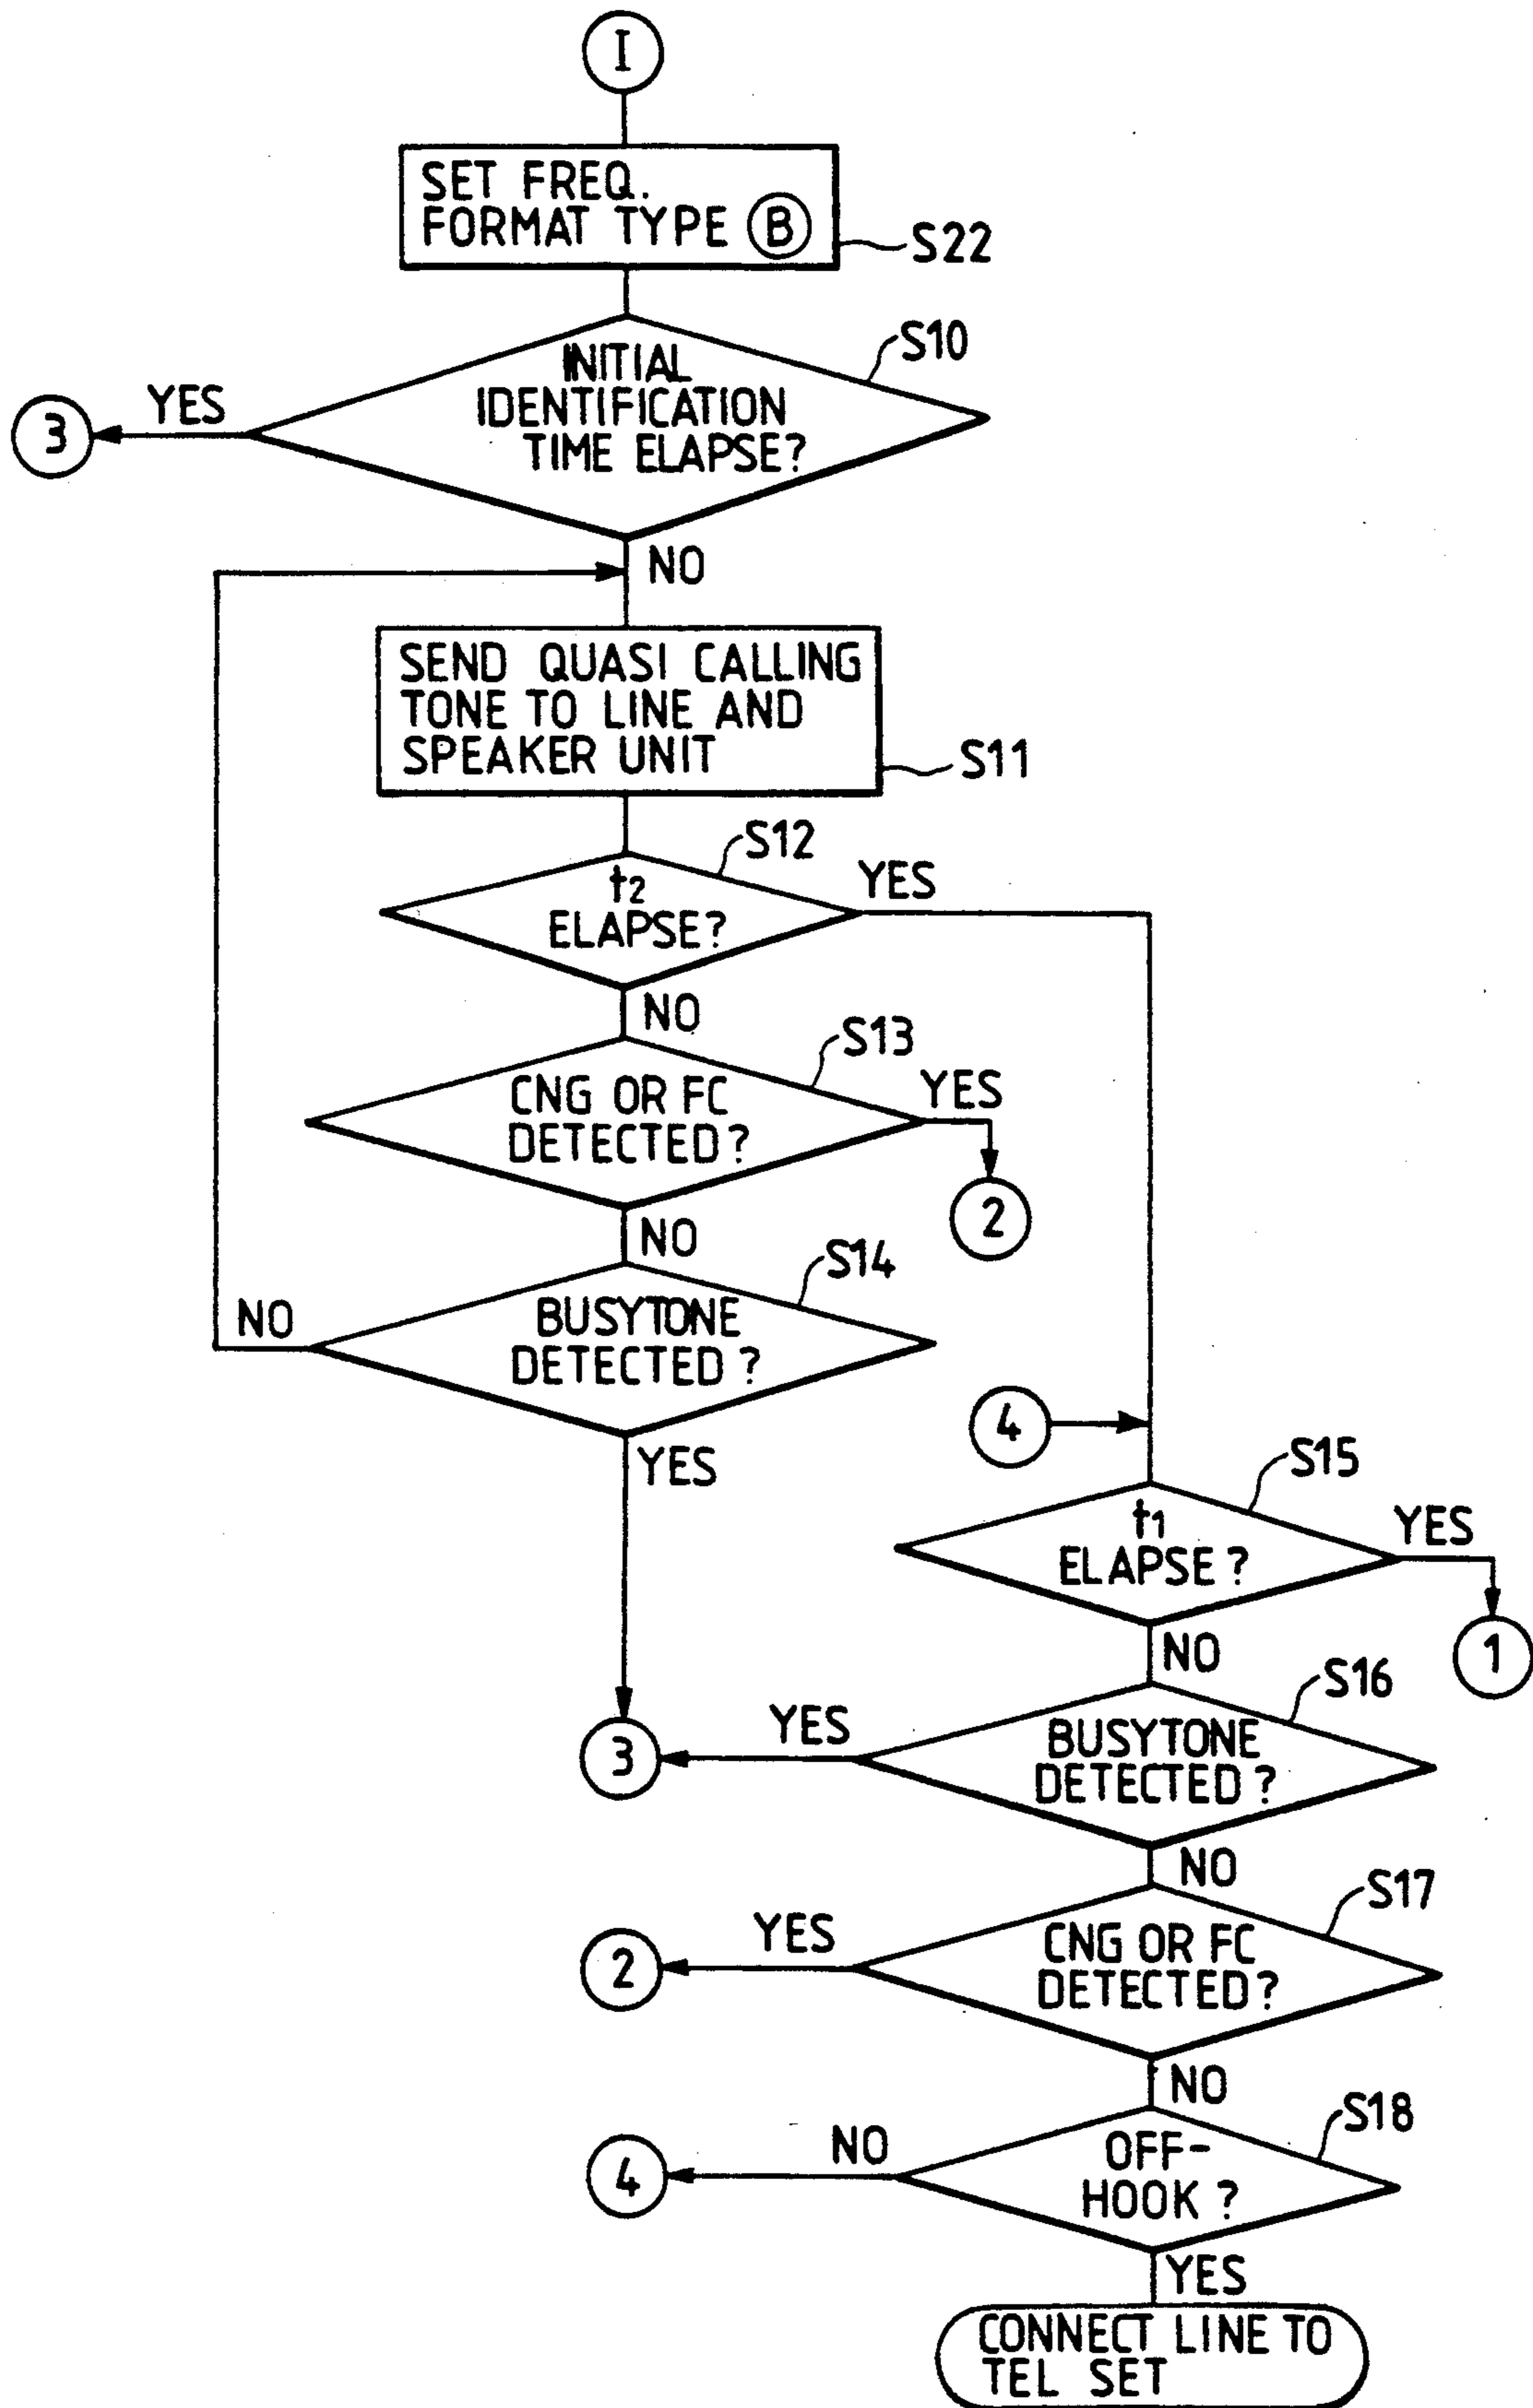 I
SET FREQ.
FORMAT TYPE B
S22
S10
INITIAL
IDENTIFICATION
TIME ELAPSE?
YES
3
NO
SEND QUASI CALLING
TONE TO LINE AND
SPEAKER UNIT
S11
S12
t2
ELAPSE?
YES
NO
S13
CNG OR FC
DETECTED?
YES
2
NO
S14
BUSYTONE
DETECTED?
NO
YES
4
S15
t1
ELAPSE?
YES
1
NO
S16
BUSYTONE
DETECTED?
YES
3
NO
S17
CNG OR FC
DETECTED?
YES
2
NO
S18
OFF-
HOOK?
NO
4
YES
CONNECT LINE TO
TEL SET